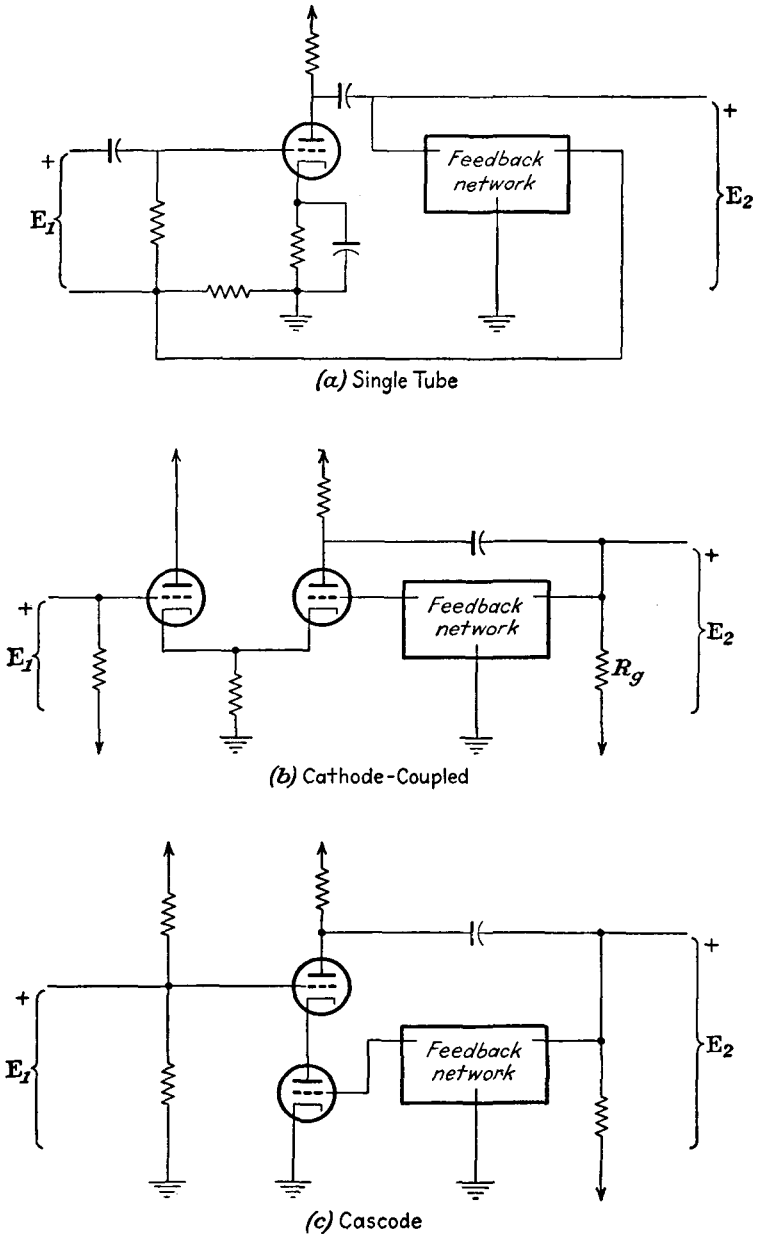 +
+
E1
Feedback
network
E2
(a) Single Tube
+
+
E1
Feedback
network
E2
Rg
(b) Cathode-Coupled
+
+
E1
Feedback
network
E2
(c) Cascode